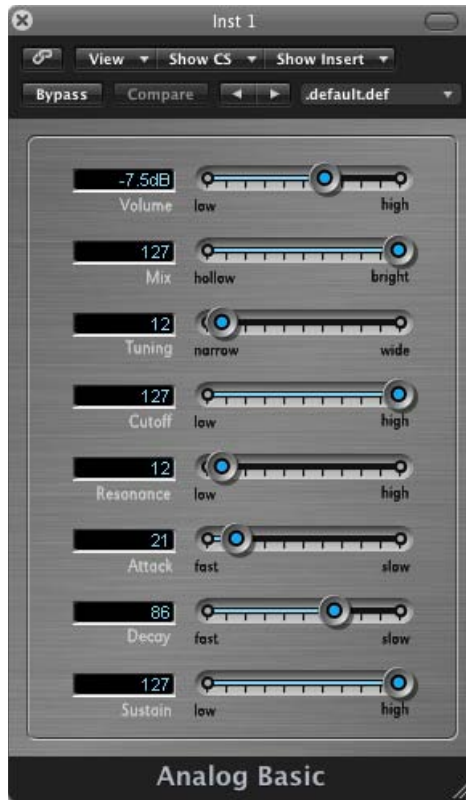 Inst 1
View Show CS Show Insert
Bypass Compare .default.def
-7.5dB
Volume low high
127
Mix hollow bright
12
Tuning narrow wide
127
Cutoff low high
12
Resonance low high
21
Attack fast slow
86
Decay fast slow
127
Sustain low high
Analog Basic